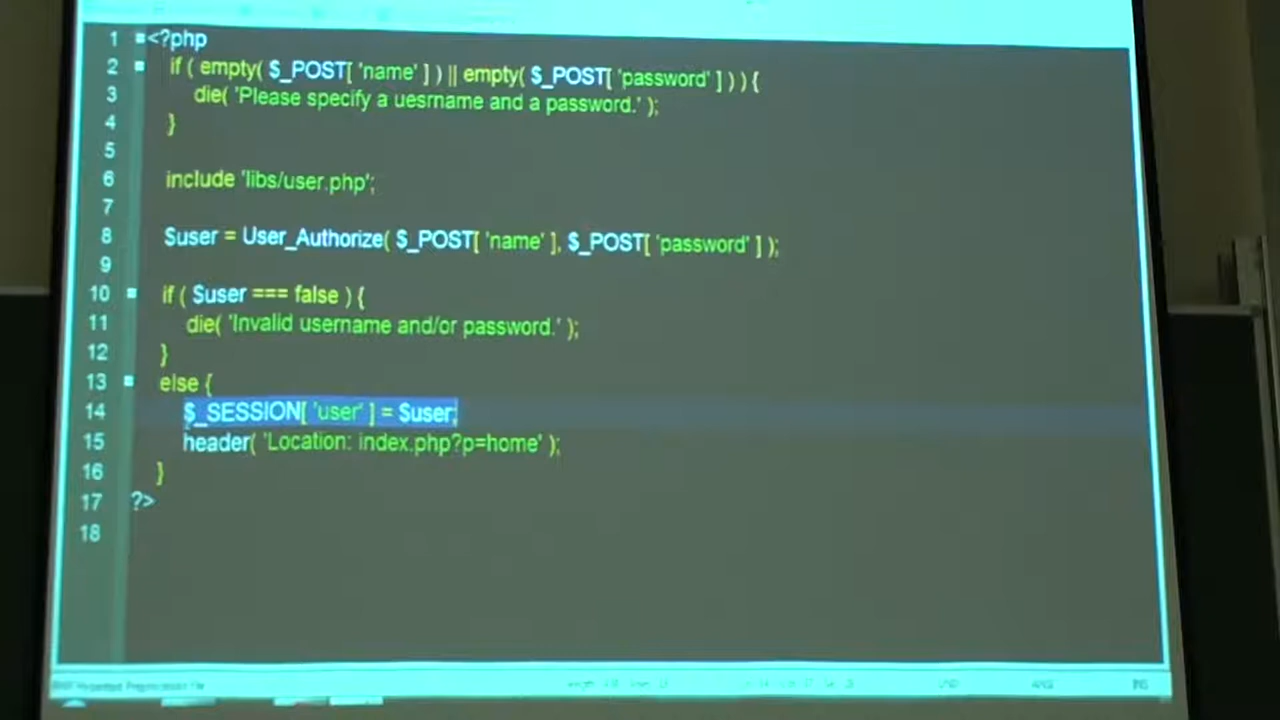 1 <?php
2 if ( empty( $_POST[ 'name' ] ) || empty( $_POST[ 'password' ] ) ) {
3 die( 'Please specify a uesrname and a password.' );
4 }
5
6 include 'libs/user.php';
7
8 $user = User_Authorize( $_POST[ 'name' ], $_POST[ 'password' ] );
9
10 if ( $user === false ) {
11 die( 'Invalid username and/or password.' );
12 }
13 else {
14 $_SESSION[ 'user' ] = $user;
15 header( 'Location: index.php?p=home' );
16 }
17 ?>
18